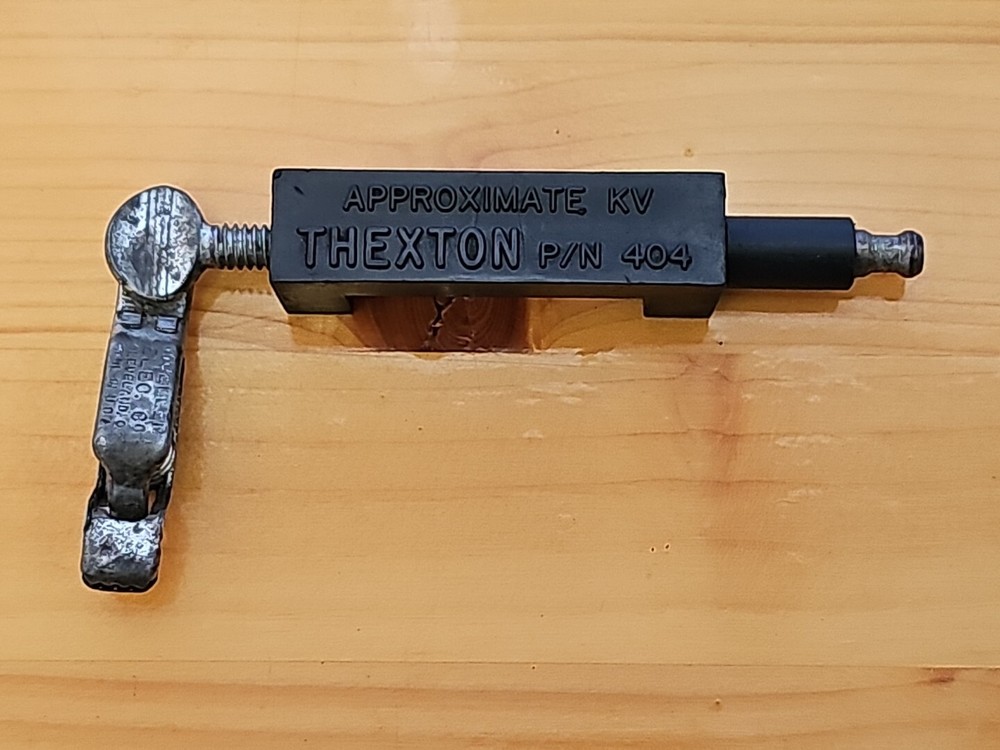 APPROXIMATE KV
THEXTON P/N 404